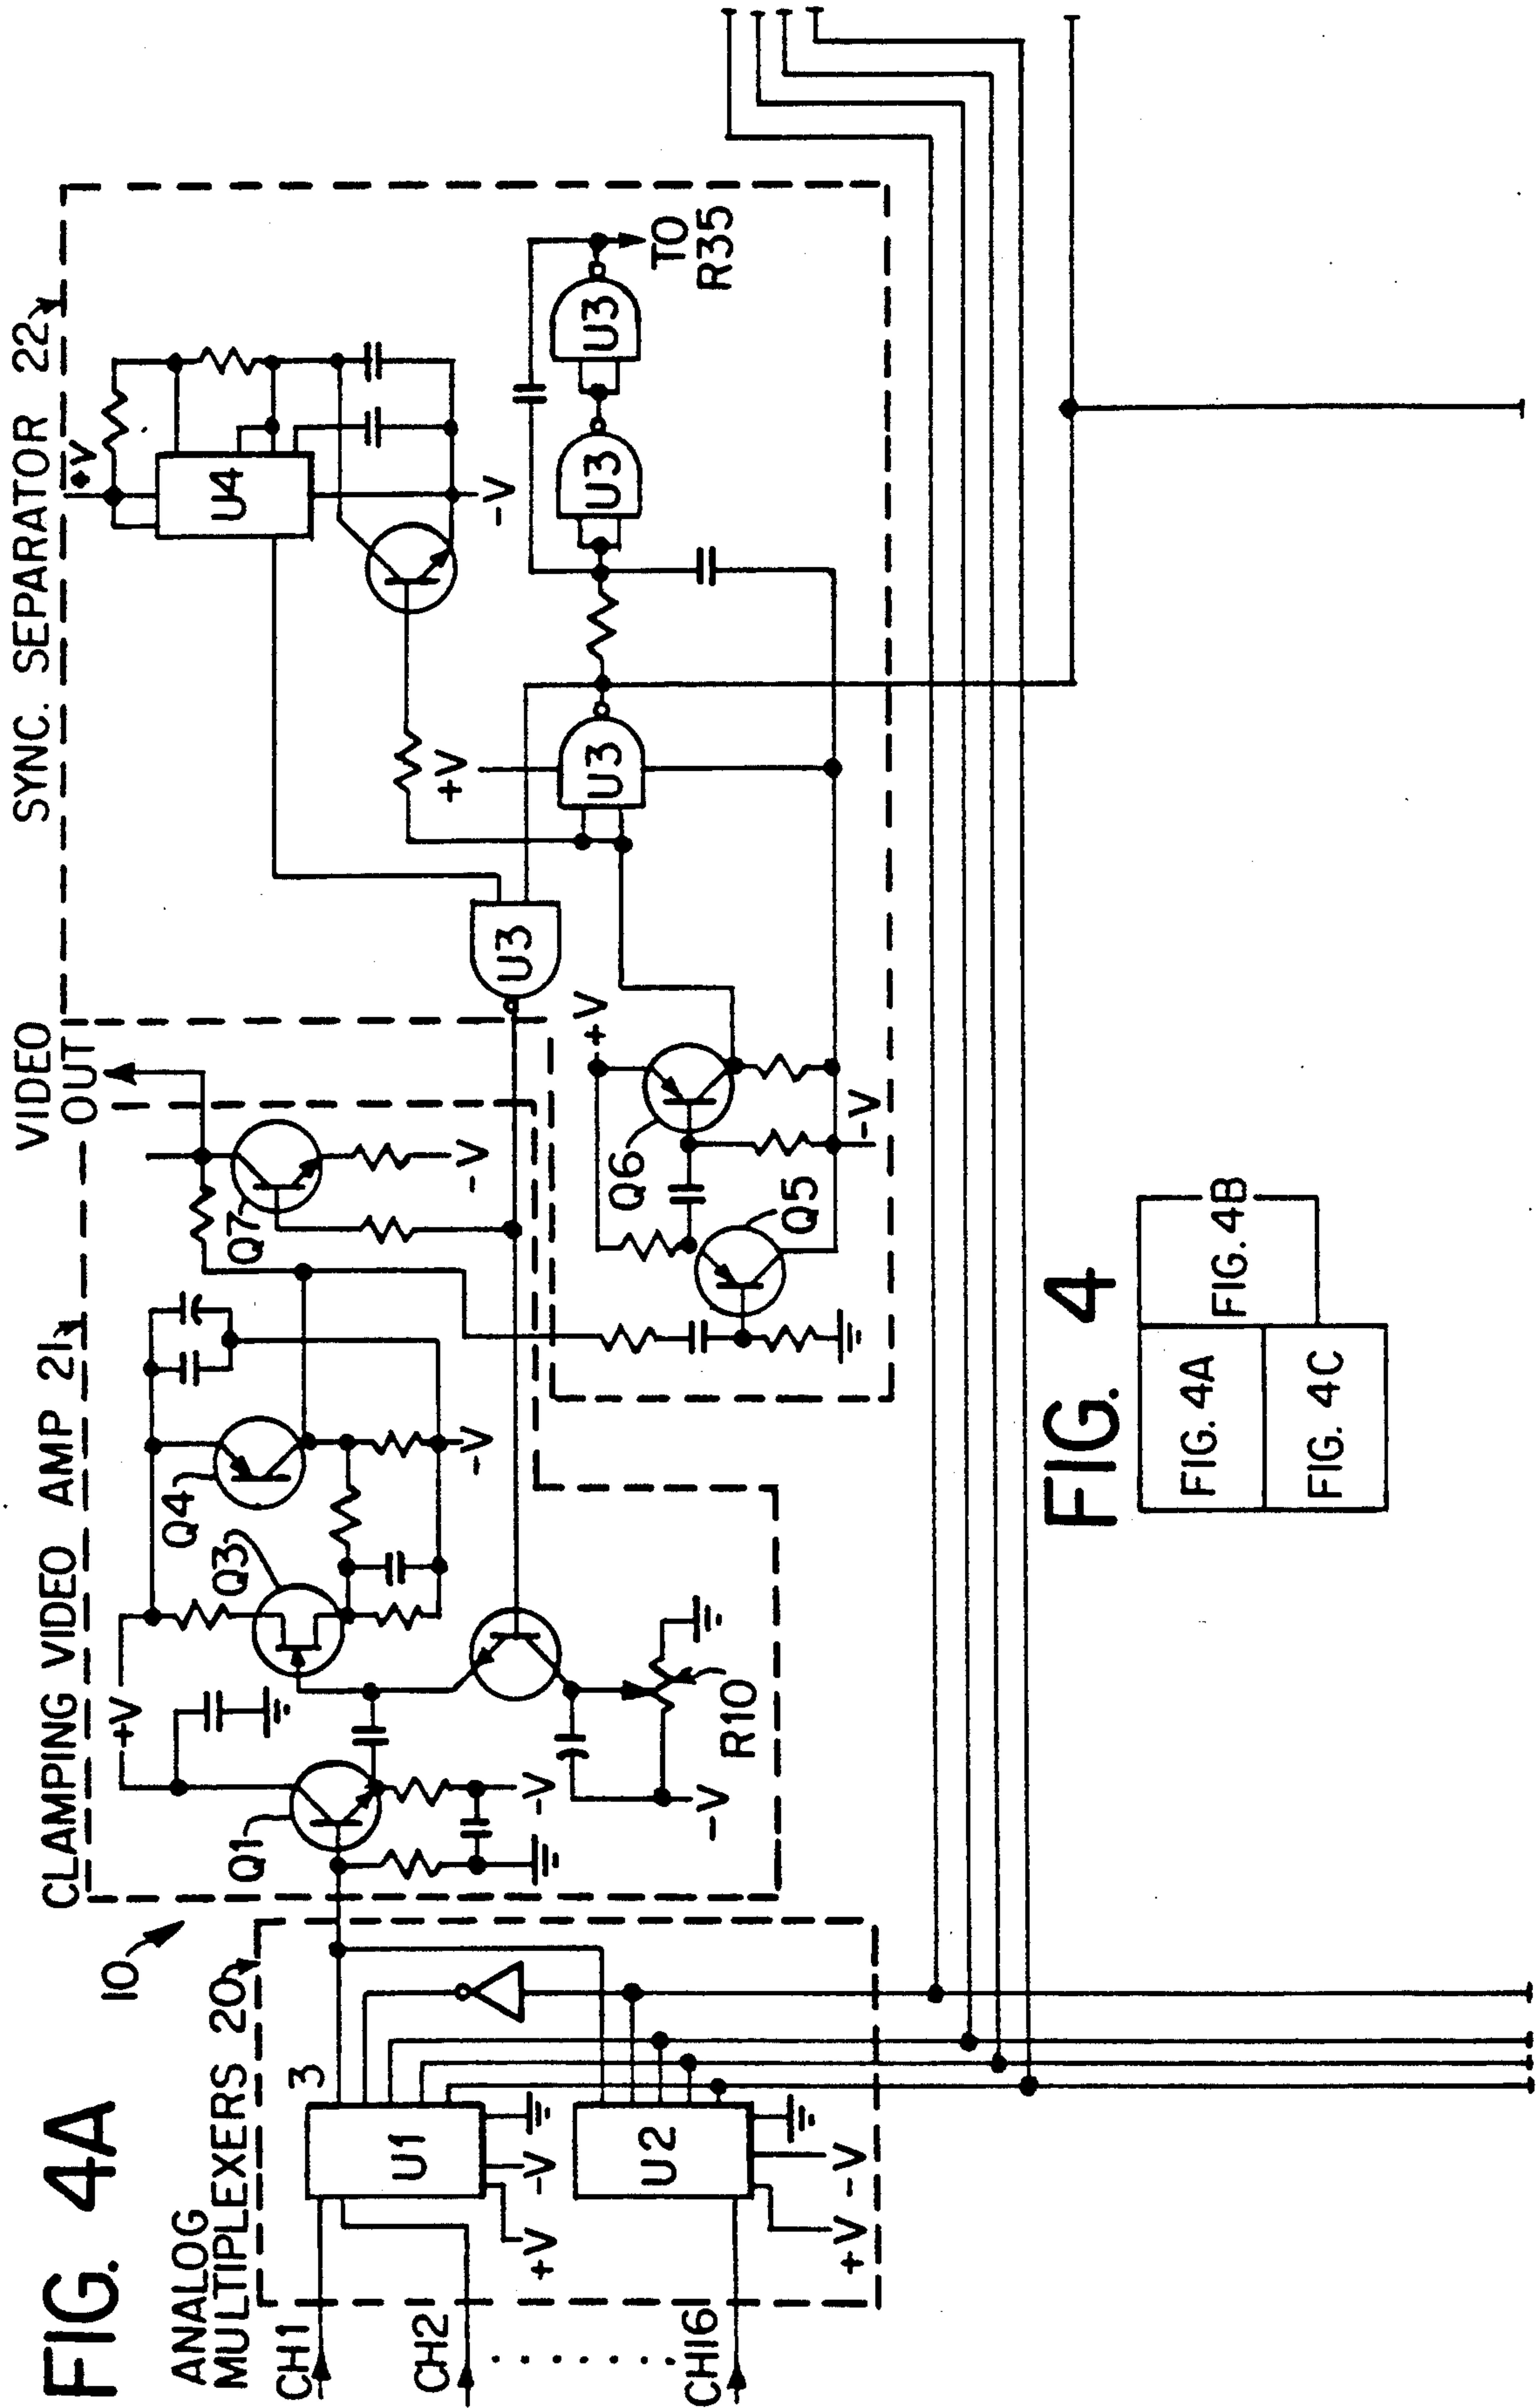 FIG. 4A
10
ANALOG
MULTIPLEXERS 20
CH1
CH2
CH16
U1
3
U2
+V
-V
+V
-V
CLAMPING VIDEO AMP 21
+V
Q1
-V
Q3
Q4
-V
R10
-V
VIDEO
OUT
Q7
-V
SYNC. SEPARATOR 22
+V
U4
-V
U3
+V
U3
U3
U3
TO
R35
+V
Q6
Q5
-V
FIG. 4
FIG. 4A
FIG. 4B
FIG. 4C